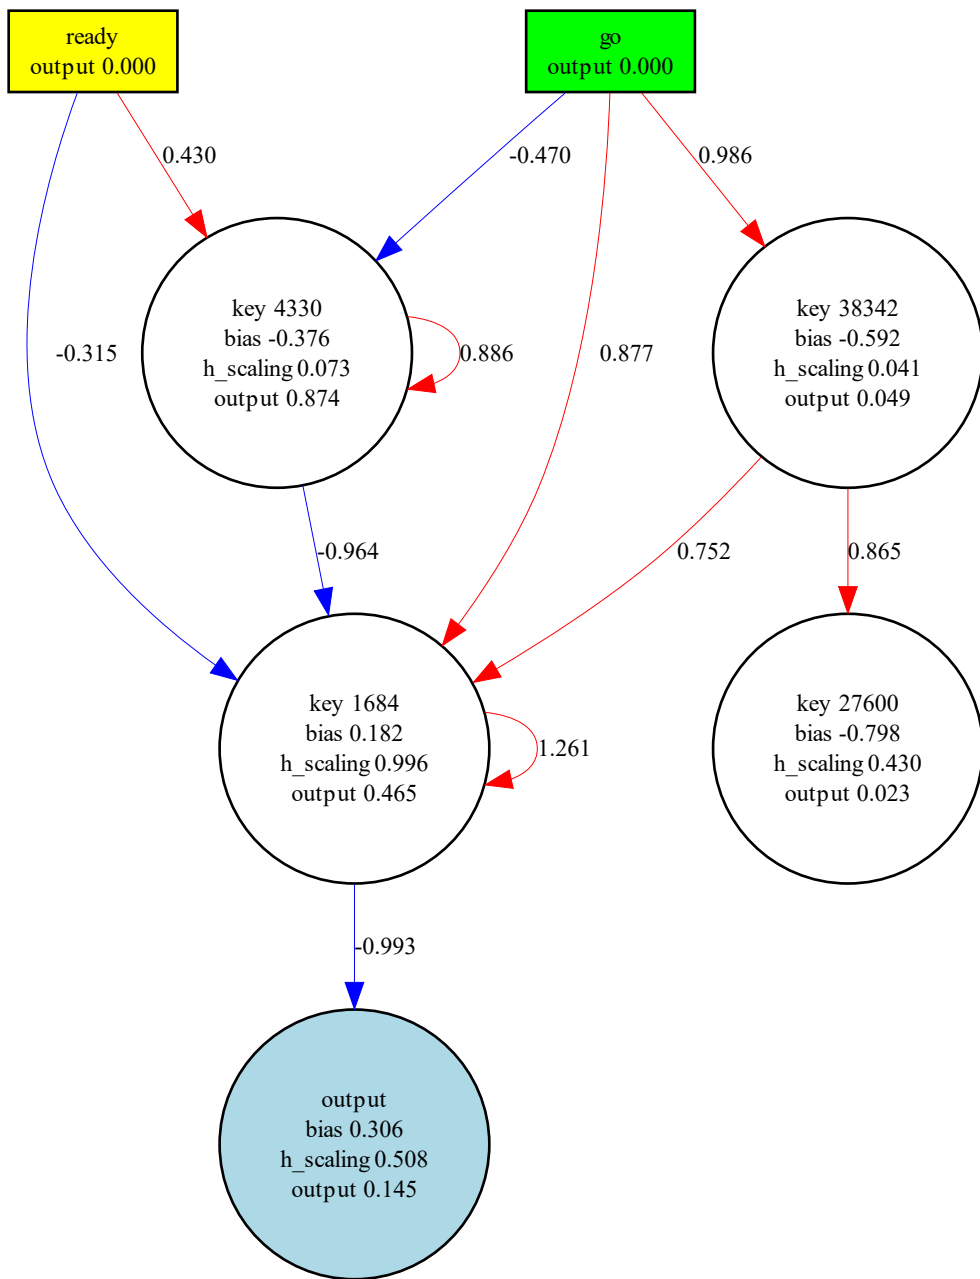 ready
output 0.000
go
output 0.000
0.430
-0.470
0.986
key 4330
bias -0.376
h_scaling 0.073
output 0.874
key 38342
bias -0.592
h_scaling 0.041
output 0.049
-0.315
0.886
0.877
-0.964
0.752
0.865
key 1684
bias 0.182
h_scaling 0.996
output 0.465
1.261
key 27600
bias -0.798
h_scaling 0.430
output 0.023
-0.993
output
bias 0.306
h_scaling 0.508
output 0.145